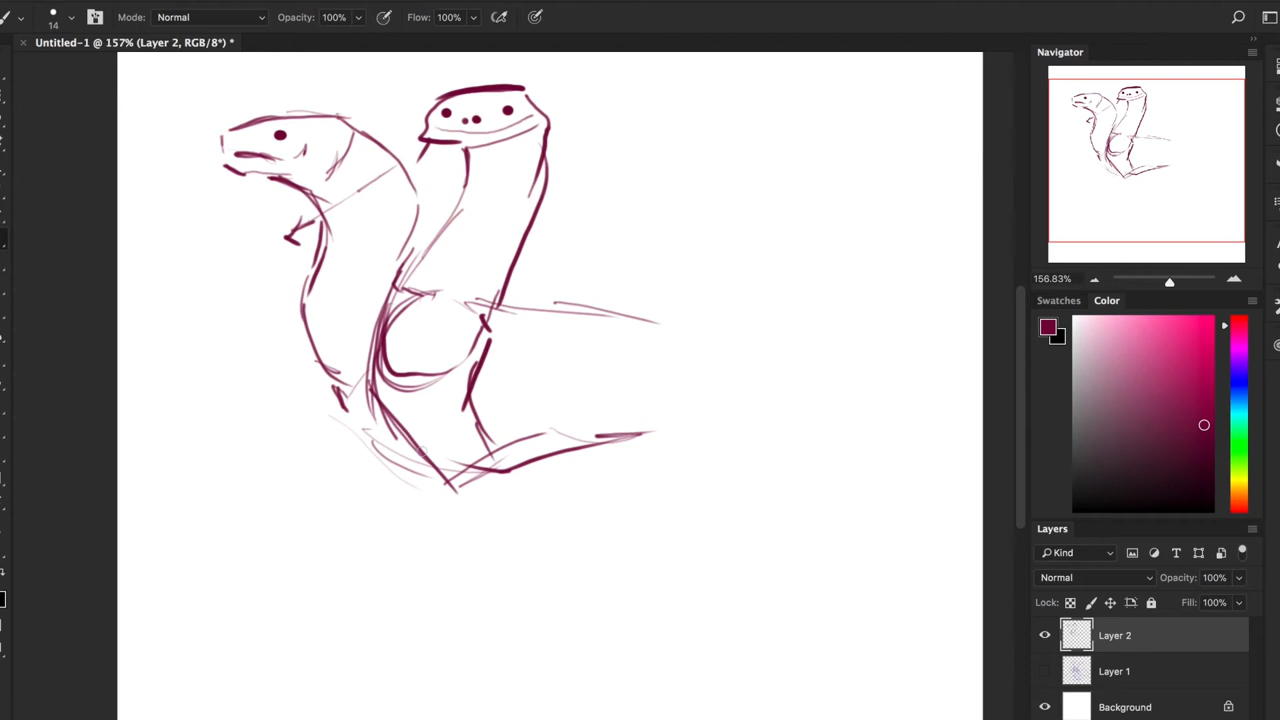 14
Mode: Normal
Opacity: 100%
Flow: 100%
Untitled-1 @ 157% (Layer 2, RGB/8*) *
Navigator
156.83%
Swatches
Color
Layers
Kind
Normal
Opacity: 100%
Lock:
Fill: 100%
Layer 2
Layer 1
Background